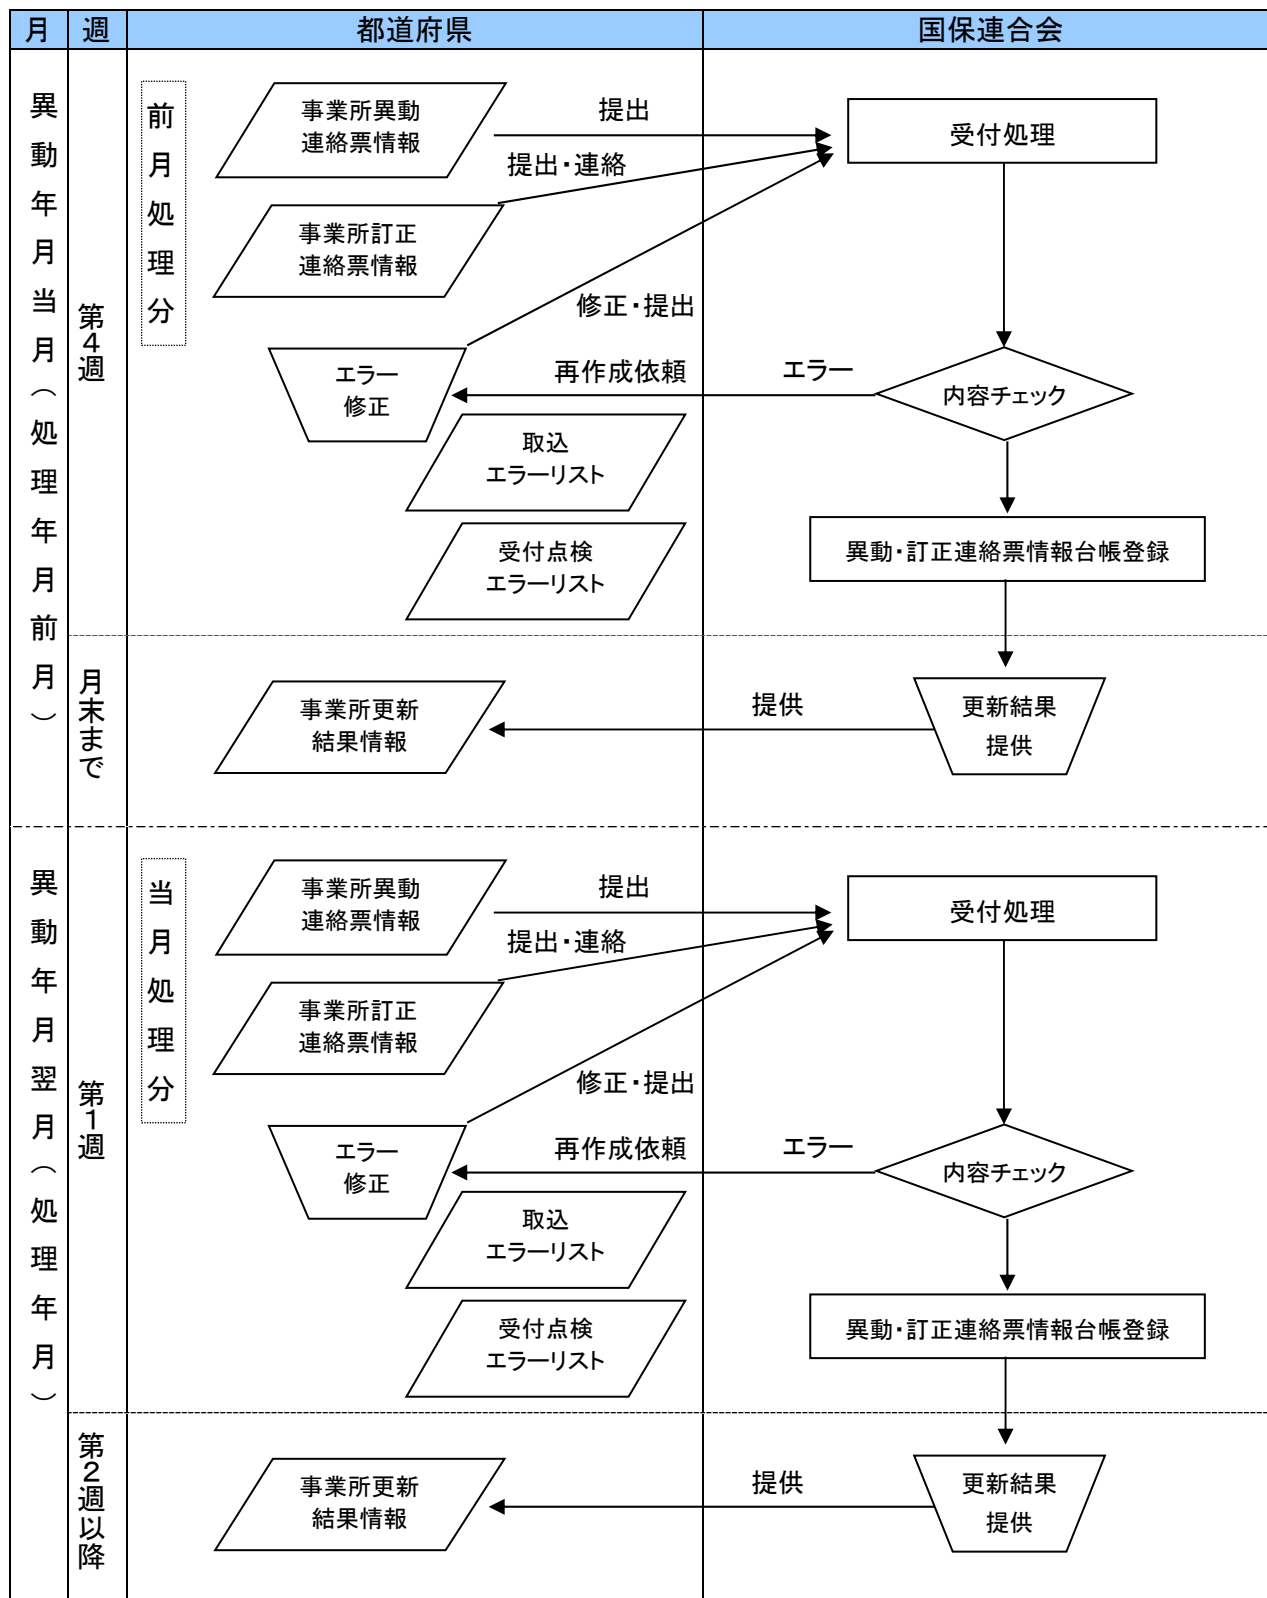 月
週
都道府県
国保連合会
異動年月当月（処理年月前月）
第4週
前月処理分
事業所異動
連絡票情報
提出
受付処理
提出・連絡
事業所訂正
連絡票情報
修正・提出
エラー
修正
再作成依頼
エラー
内容チェック
取込
エラーリスト
受付点検
エラーリスト
異動・訂正連絡票情報台帳登録
月末まで
事業所更新
結果情報
提供
更新結果
提供
異動年月翌月（処理年月）
第1週
当月処理分
事業所異動
連絡票情報
提出
受付処理
提出・連絡
事業所訂正
連絡票情報
修正・提出
エラー
修正
再作成依頼
エラー
内容チェック
取込
エラーリスト
受付点検
エラーリスト
異動・訂正連絡票情報台帳登録
第2週以降
事業所更新
結果情報
提供
更新結果
提供